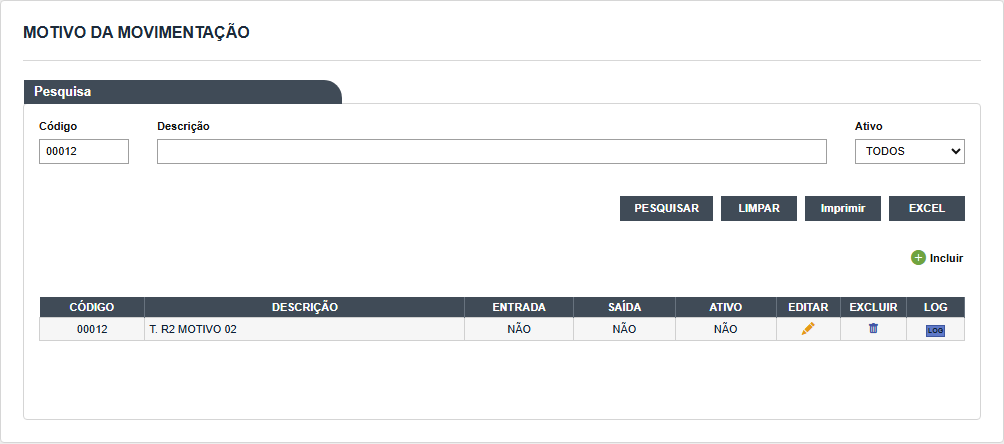 MOTIVO DA MOVIMENTAÇÃO
Pesquisa
Código Descrição Ativo
00012 TODOS
PESQUISAR LIMPAR Imprimir EXCEL
Incluir
CÓDIGO DESCRIÇÃO ENTRADA SAÍDA ATIVO EDITAR EXCLUIR LOG
00012 T. R2 MOTIVO 02 NÃO NÃO NÃO LOG